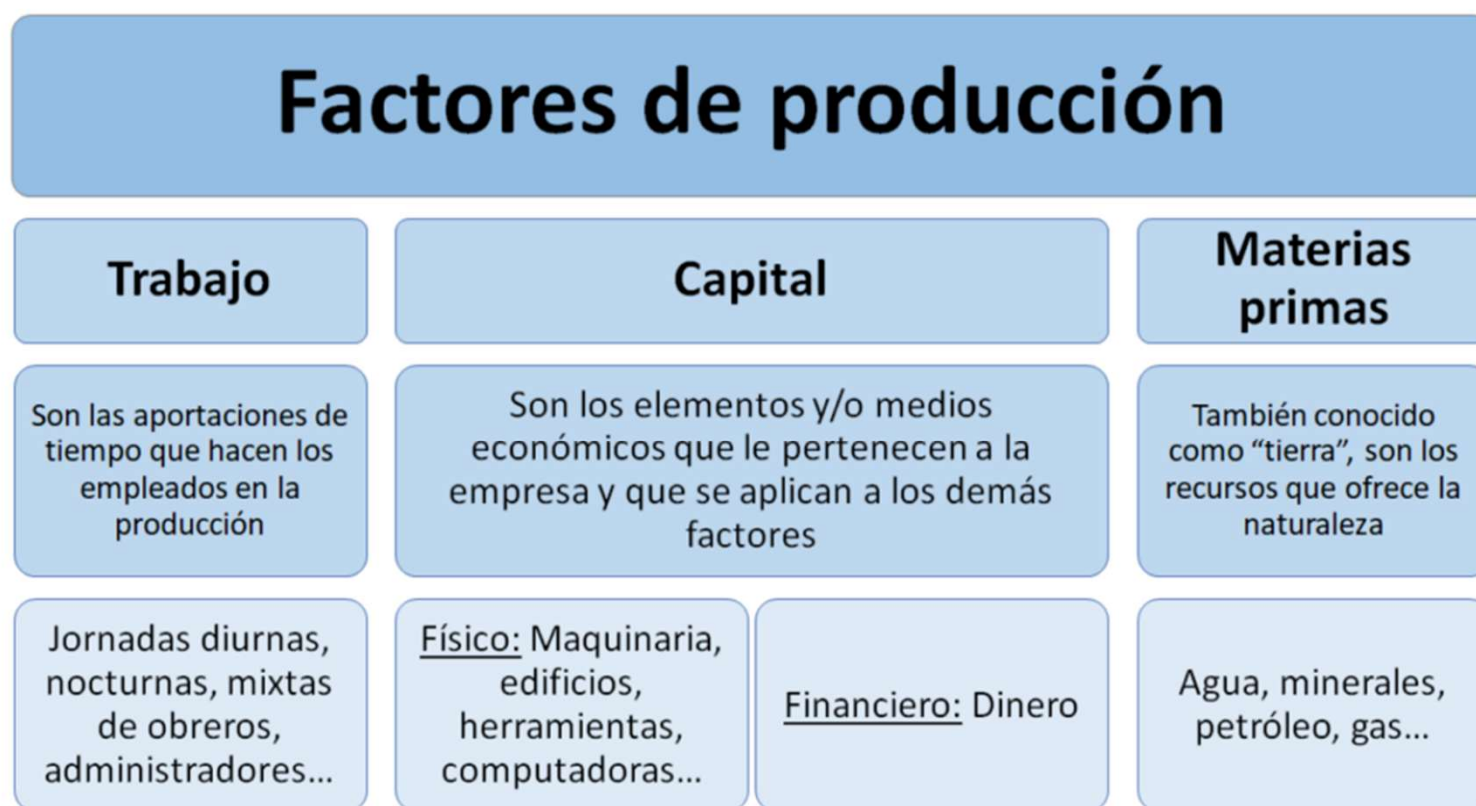 Factores de producción
Trabajo
Capital
Materias
primas
Son las aportaciones de
tiempo que hacen los
empleados en la
producción
Son los elementos y/o medios
económicos que le pertenecen a la
empresa y que se aplican a los demás
factores
También conocido
como “tierra”, son los
recursos que ofrece la
naturaleza
Jornadas diurnas,
nocturnas, mixtas
de obreros,
administradores...
Físico: Maquinaria,
edificios,
herramientas,
computadoras...
Financiero: Dinero
Agua, minerales,
petróleo, gas...